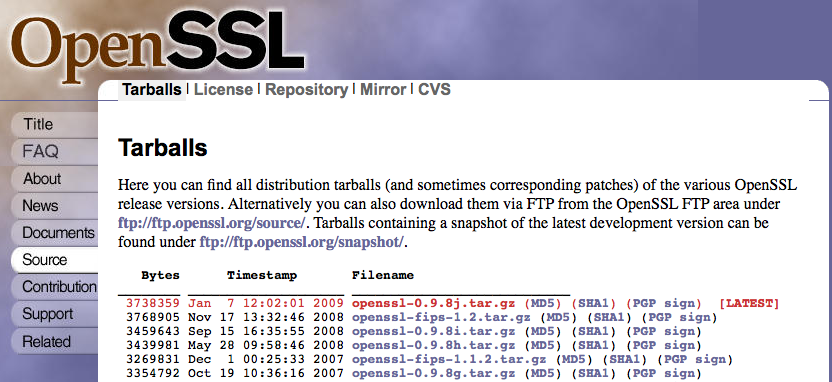 OpenSSL
Tarballs | License | Repository | Mirror | CVS
Title
FAQ
About
News
Documents
Source
Contribution
Support
Related
Tarballs
Here you can find all distribution tarballs (and sometimes corresponding patches) of the various OpenSSL
release versions. Alternatively you can also download them via FTP from the OpenSSL FTP area under
ftp://ftp.openssl.org/source/. Tarballs containing a snapshot of the latest development version can be
found under ftp://ftp.openssl.org/snapshot/.
Bytes Timestamp Filename
3738359 Jan 7 12:02:01 2009 openssl-0.9.8j.tar.gz (MD5) (SHA1) (PGP sign) [LATEST]
3768905 Nov 17 13:32:46 2008 openssl-fips-1.2.tar.gz (MD5) (SHA1) (PGP sign)
3459643 Sep 15 16:35:55 2008 openssl-0.9.8i.tar.gz (MD5) (SHA1) (PGP sign)
3439981 May 28 09:58:46 2008 openssl-0.9.8h.tar.gz (MD5) (SHA1) (PGP sign)
3269831 Dec 1 00:25:33 2007 openssl-fips-1.1.2.tar.gz (MD5) (SHA1) (PGP sign)
3354792 Oct 19 10:36:16 2007 openssl-0.9.8g.tar.gz (MD5) (SHA1) (PGP sign)